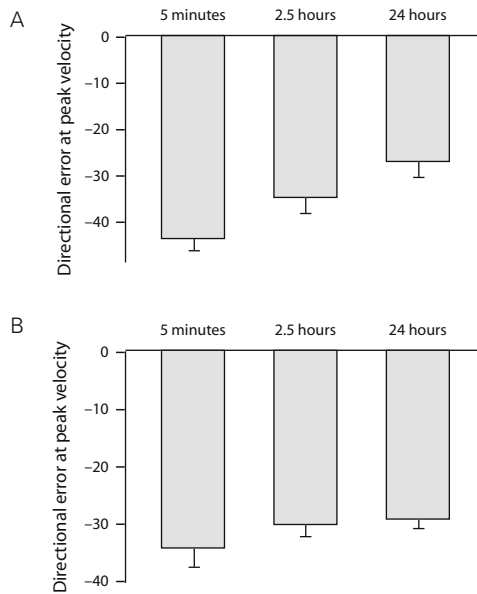 A
5 minutes 2.5 hours 24 hours
Directional error at peak velocity
0
–10
–20
–30
–40
B
5 minutes 2.5 hours 24 hours
Directional error at peak velocity
0
–10
–20
–30
–40